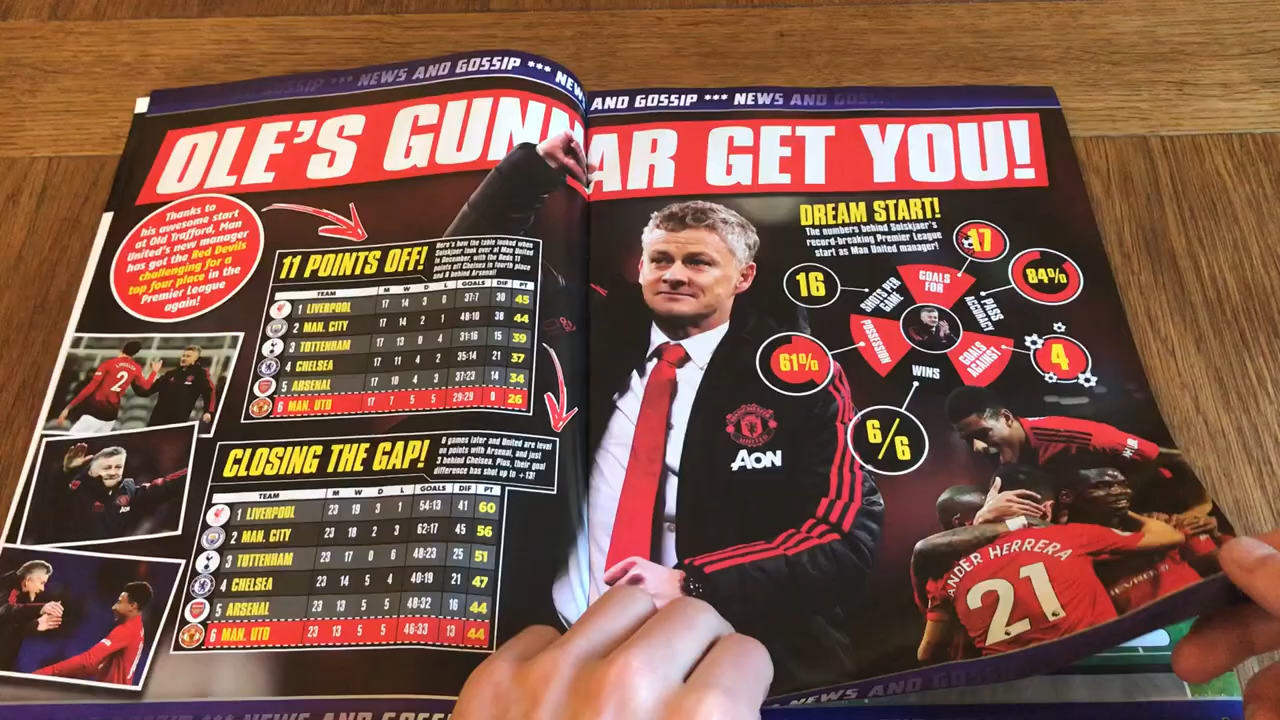 NEWS AND GOSSIP *** NEWS
AND GOSSIP *** NEWS AND GOSSIP
OLE'S GUNN
AR GET YOU!
Thanks to
his awesome start
at Old Trafford, Man
United's new manager
has got the Red Devils
challenging for a
top four place in the
Premier League
again!
11 POINTS OFF!
Here's how the table looked when
Solskjaer took over at Man United
in December, with the Reds 11
points off Chelsea in fourth place
and 8 behind Arsenal!
TEAM M W D L GOALS DIF PT
1 LIVERPOOL 17 14 3 0 37:7 30 45
2 MAN. CITY 17 14 2 1 48:10 38 44
3 TOTTENHAM 17 13 0 4 31:16 15 39
4 CHELSEA 17 11 4 2 35:14 21 37
5 ARSENAL 17 10 4 3 37:23 14 34
6 MAN. UTD 17 7 5 5 29:29 0 26
CLOSING THE GAP!
6 games later and United are level
on points with Arsenal, and just
3 behind Chelsea. Plus, their goal
difference has shot up to +13!
TEAM M W D L GOALS DIF PT
1 LIVERPOOL 23 19 3 1 54:13 41 60
2 MAN. CITY 23 18 2 3 62:17 45 56
3 TOTTENHAM 23 17 0 6 48:23 25 51
4 CHELSEA 23 14 5 4 40:19 21 47
5 ARSENAL 23 13 5 5 48:32 16 44
6 MAN. UTD 23 13 5 5 46:33 13 44
2
AON
MANCHESTER
UNITED
AON
DREAM START!
The numbers behind Solskjaer's
record-breaking Premier League
start as Man United manager!
17
GOALS
FOR
84%
PASS
ACCURACY
4
GOALS
AGAINST
6/6
WINS
61%
POSSESSION
16
SHOTS PER
GAME
ANDER HERRERA
21
NEWS AND GOSSIP
NEWS AND GOSSIP